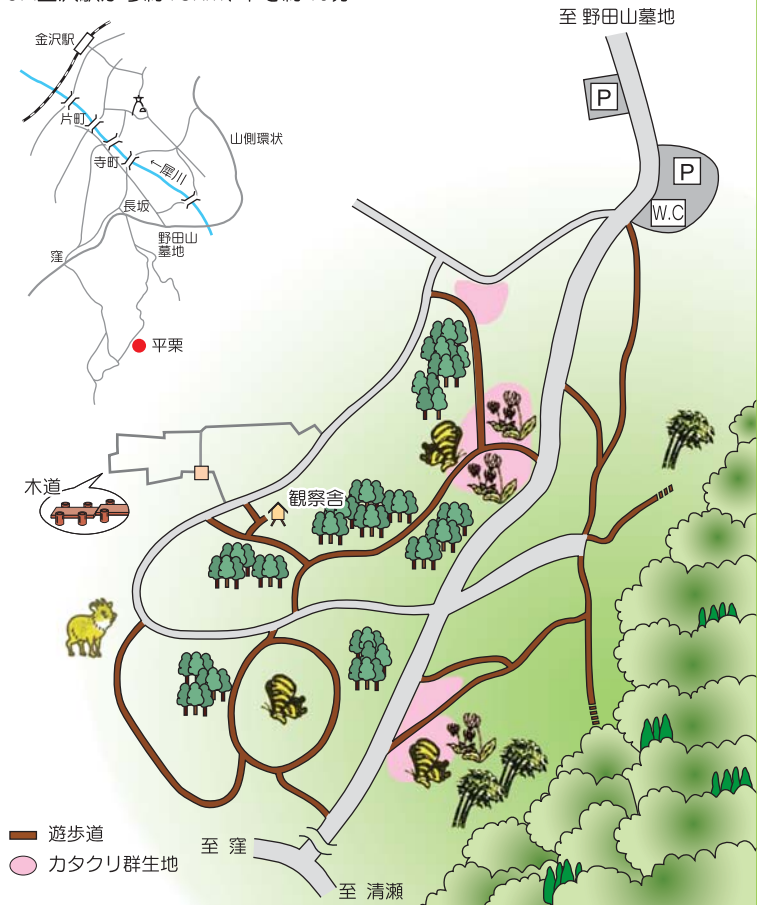 至 野田山墓地
金沢駅
P
片町
山側環状
寺町
←犀川
P
W.C
長坂
野田山
墓地
窪
平栗
木道
観察舎
遊歩道
至 窪
カタクリ群生地
至 清瀬